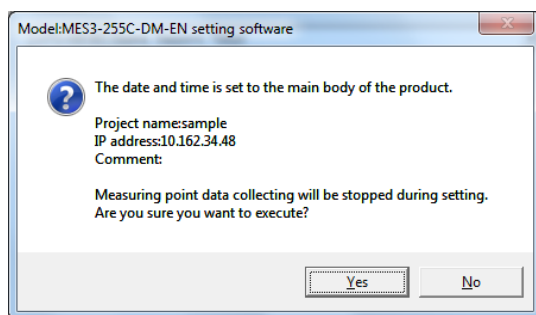 Model:MES3-255C-DM-EN setting software
The date and time is set to the main body of the product.
Project name:sample
IP address:10.162.34.48
Comment:
Measuring point data collecting will be stopped during setting.
Are you sure you want to execute?
Yes
No